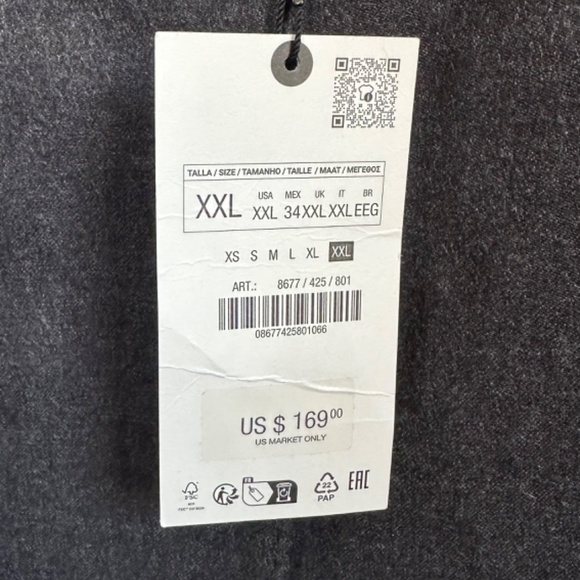 TALLA / SIZE / TAMANHO / TAILLE / MAAT / ΜΕΓΕΘΟΣ
USA MEX UK IT BR
XXL XXL 34 XXL XXL EEG
XS S M L XL XXL
ART.: 8677 / 425 / 801
08677425801066
US $ 169.00
US MARKET ONLY
FSC
FR
22
PAP
EAC